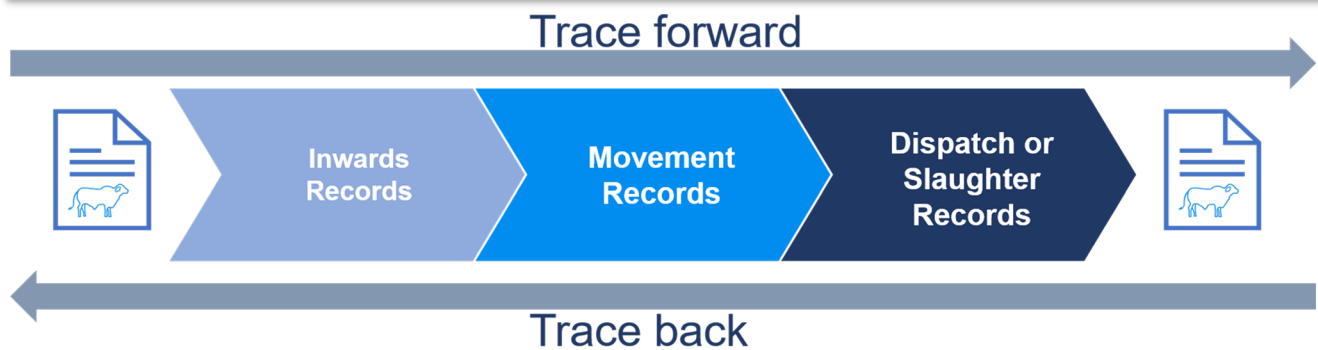 Trace forward
Inwards
Records
Movement
Records
Dispatch or
Slaughter
Records
Trace back